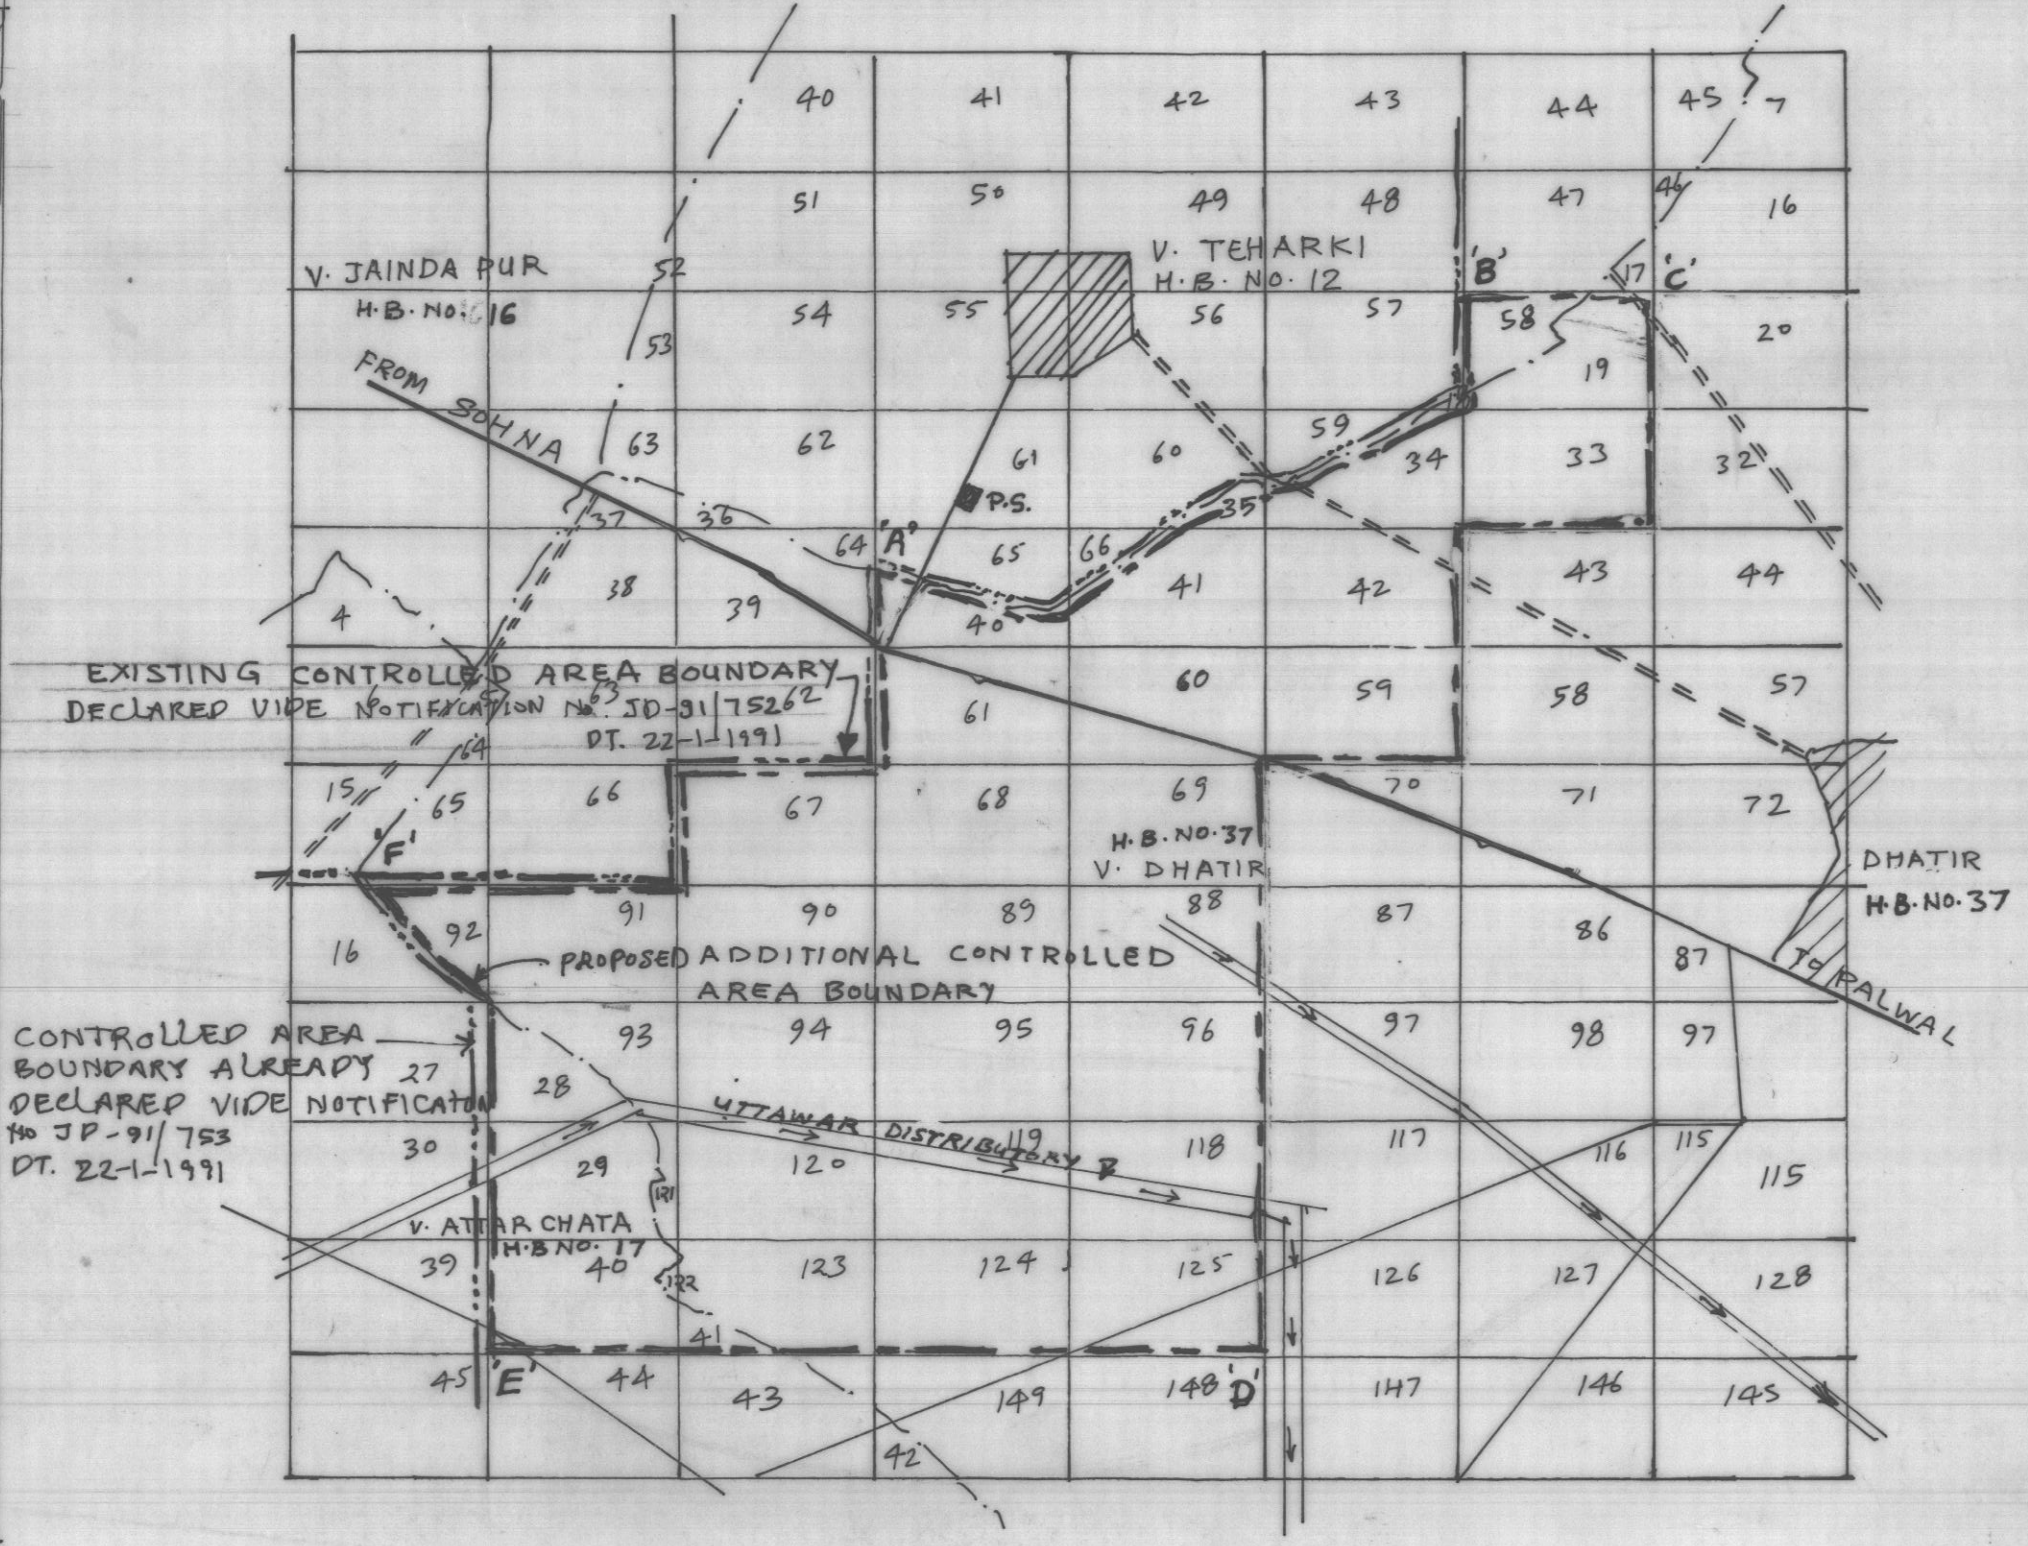 40 41 42 43 44 45 7
51 50 49 48 47 46 16
V. TEHARKI
H.B. NO. 12
V. JAINDA PUR
H.B. NO. 16
52 'B' 17 'C'
53 54 55 56 57 58 20
19
FROM SOHNA
63 62 61 60 59 34 33 32
P.S.
37 36 35
64 'A' 65 66
4 38 39 40 41 42 43 44
EXISTING CONTROLLED AREA BOUNDARY
DECLARED VIDE NOTIFICATION No. JD-91/752
DT. 22-1-1991
63 62 61 60 59 58 57
64
15 65 66 67 68 69 70 71 72
'F'
H.B. NO. 37
V. DHATIR
DHATIR
H.B. NO. 37
16 92 91 90 89 88 87 86 87
PROPOSED ADDITIONAL CONTROLLED
AREA BOUNDARY
TO PALWAL
CONTROLLED AREA
BOUNDARY ALREADY
DECLARED VIDE NOTIFICATON
No JD-91/753
DT. 22-1-1991
27 28 93 94 95 96 97 98 97
UTTAWAR DISTRIBUTORY
30 29 121 120 119 118 117 116 115 115
V. ATTAR CHATA
H.B NO. 17
39 40 122 123 124 125 126 127 128
41
45 'E' 44 43 149 148 'D' 147 146 145
42